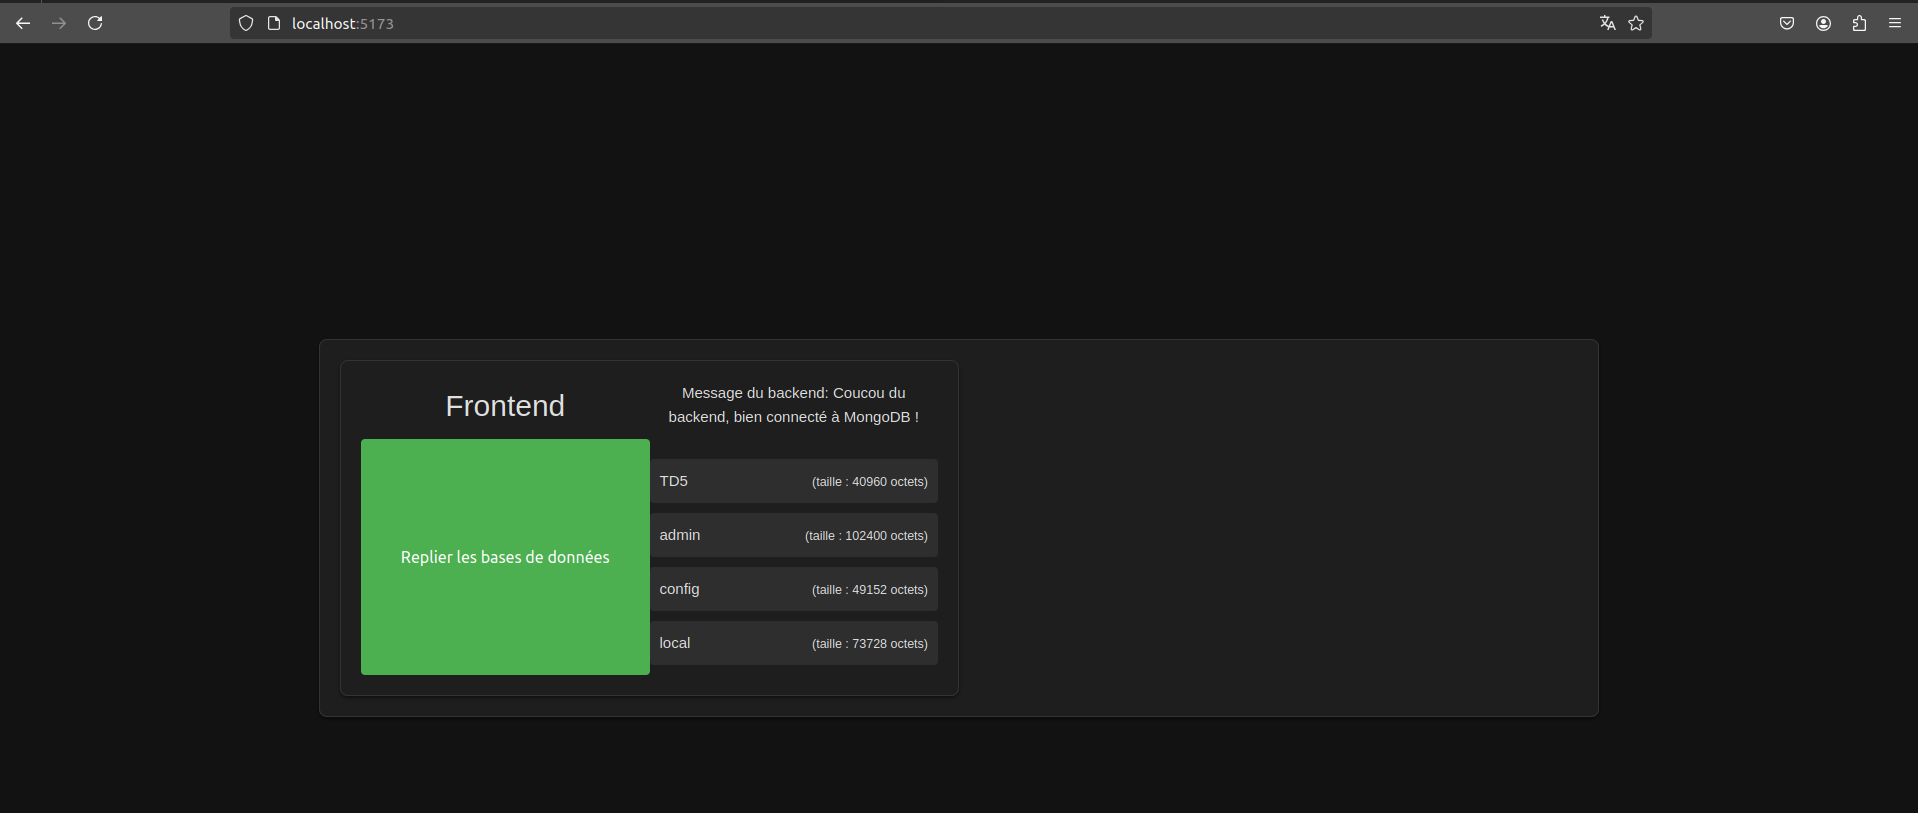 localhost:5173
Frontend
Message du backend: Coucou du
backend, bien connecté à MongoDB !
Replier les bases de données
TD5 (taille : 40960 octets)
admin (taille : 102400 octets)
config (taille : 49152 octets)
local (taille : 73728 octets)